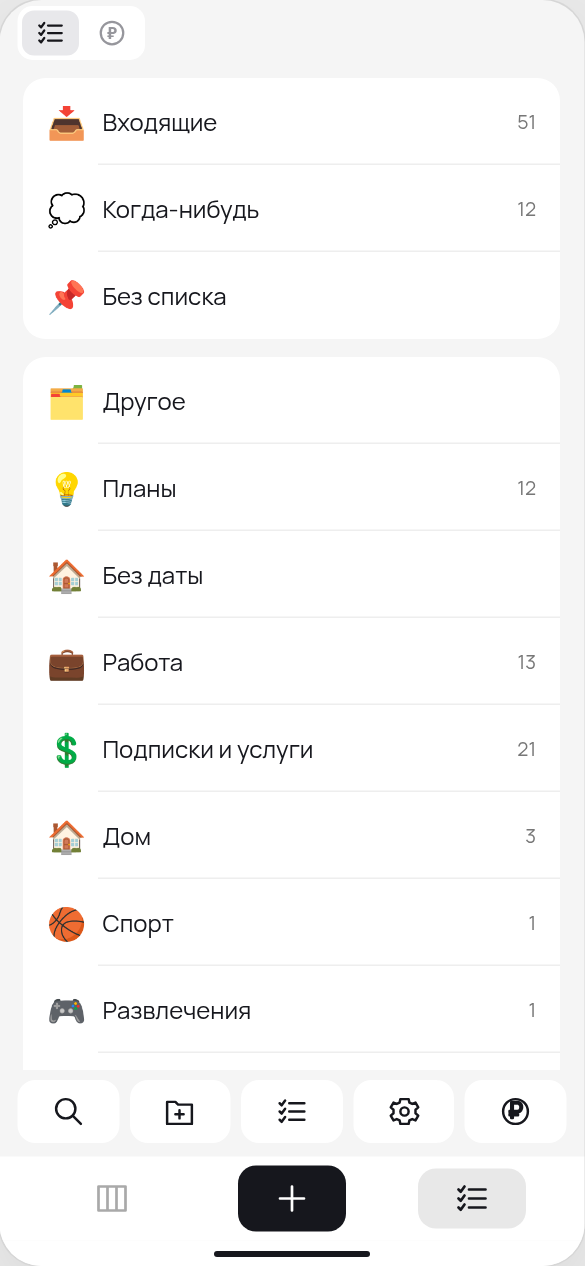 Входящие 51
Когда-нибудь 12
Без списка
Другое
Планы 12
Без даты
Работа 13
Подписки и услуги 21
Дом 3
Спорт 1
Развлечения 1